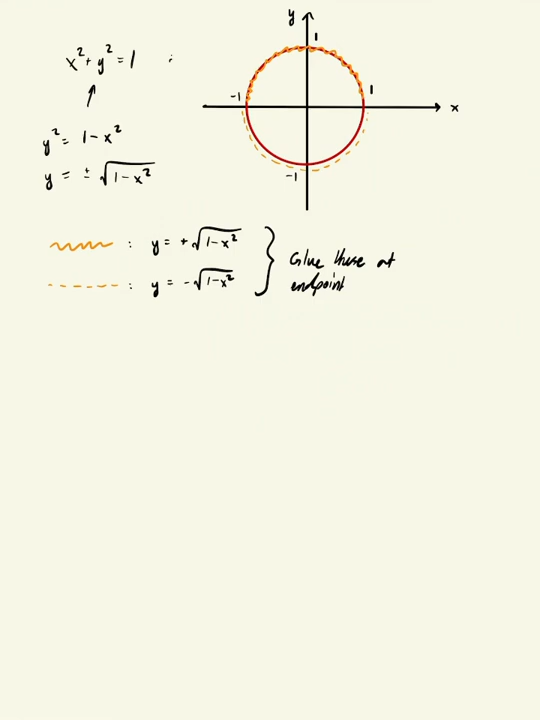 x² + y² = 1 :
y² = 1 - x²
y = ± √(1-x²)
y
1
-1
1
x
-1
: y = +√(1-x²)
: y = -√(1-x²)
Glue these at
endpoint